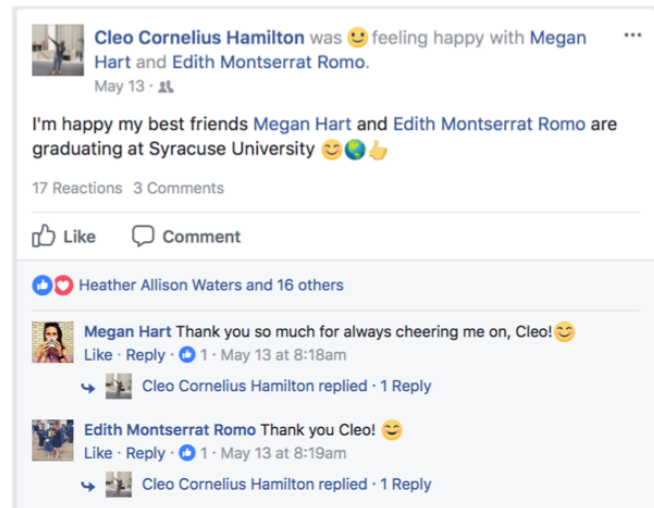 Cleo Cornelius Hamilton was 🙂 feeling happy with Megan
Hart and Edith Montserrat Romo.
May 13 ·
I'm happy my best friends Megan Hart and Edith Montserrat Romo are
graduating at Syracuse University 😊🌎👍
17 Reactions 3 Comments
Like Comment
Heather Allison Waters and 16 others
Megan Hart Thank you so much for always cheering me on, Cleo!😊
Like · Reply · 1 · May 13 at 8:18am
Cleo Cornelius Hamilton replied · 1 Reply
Edith Montserrat Romo Thank you Cleo! 😊
Like · Reply · 1 · May 13 at 8:19am
Cleo Cornelius Hamilton replied · 1 Reply